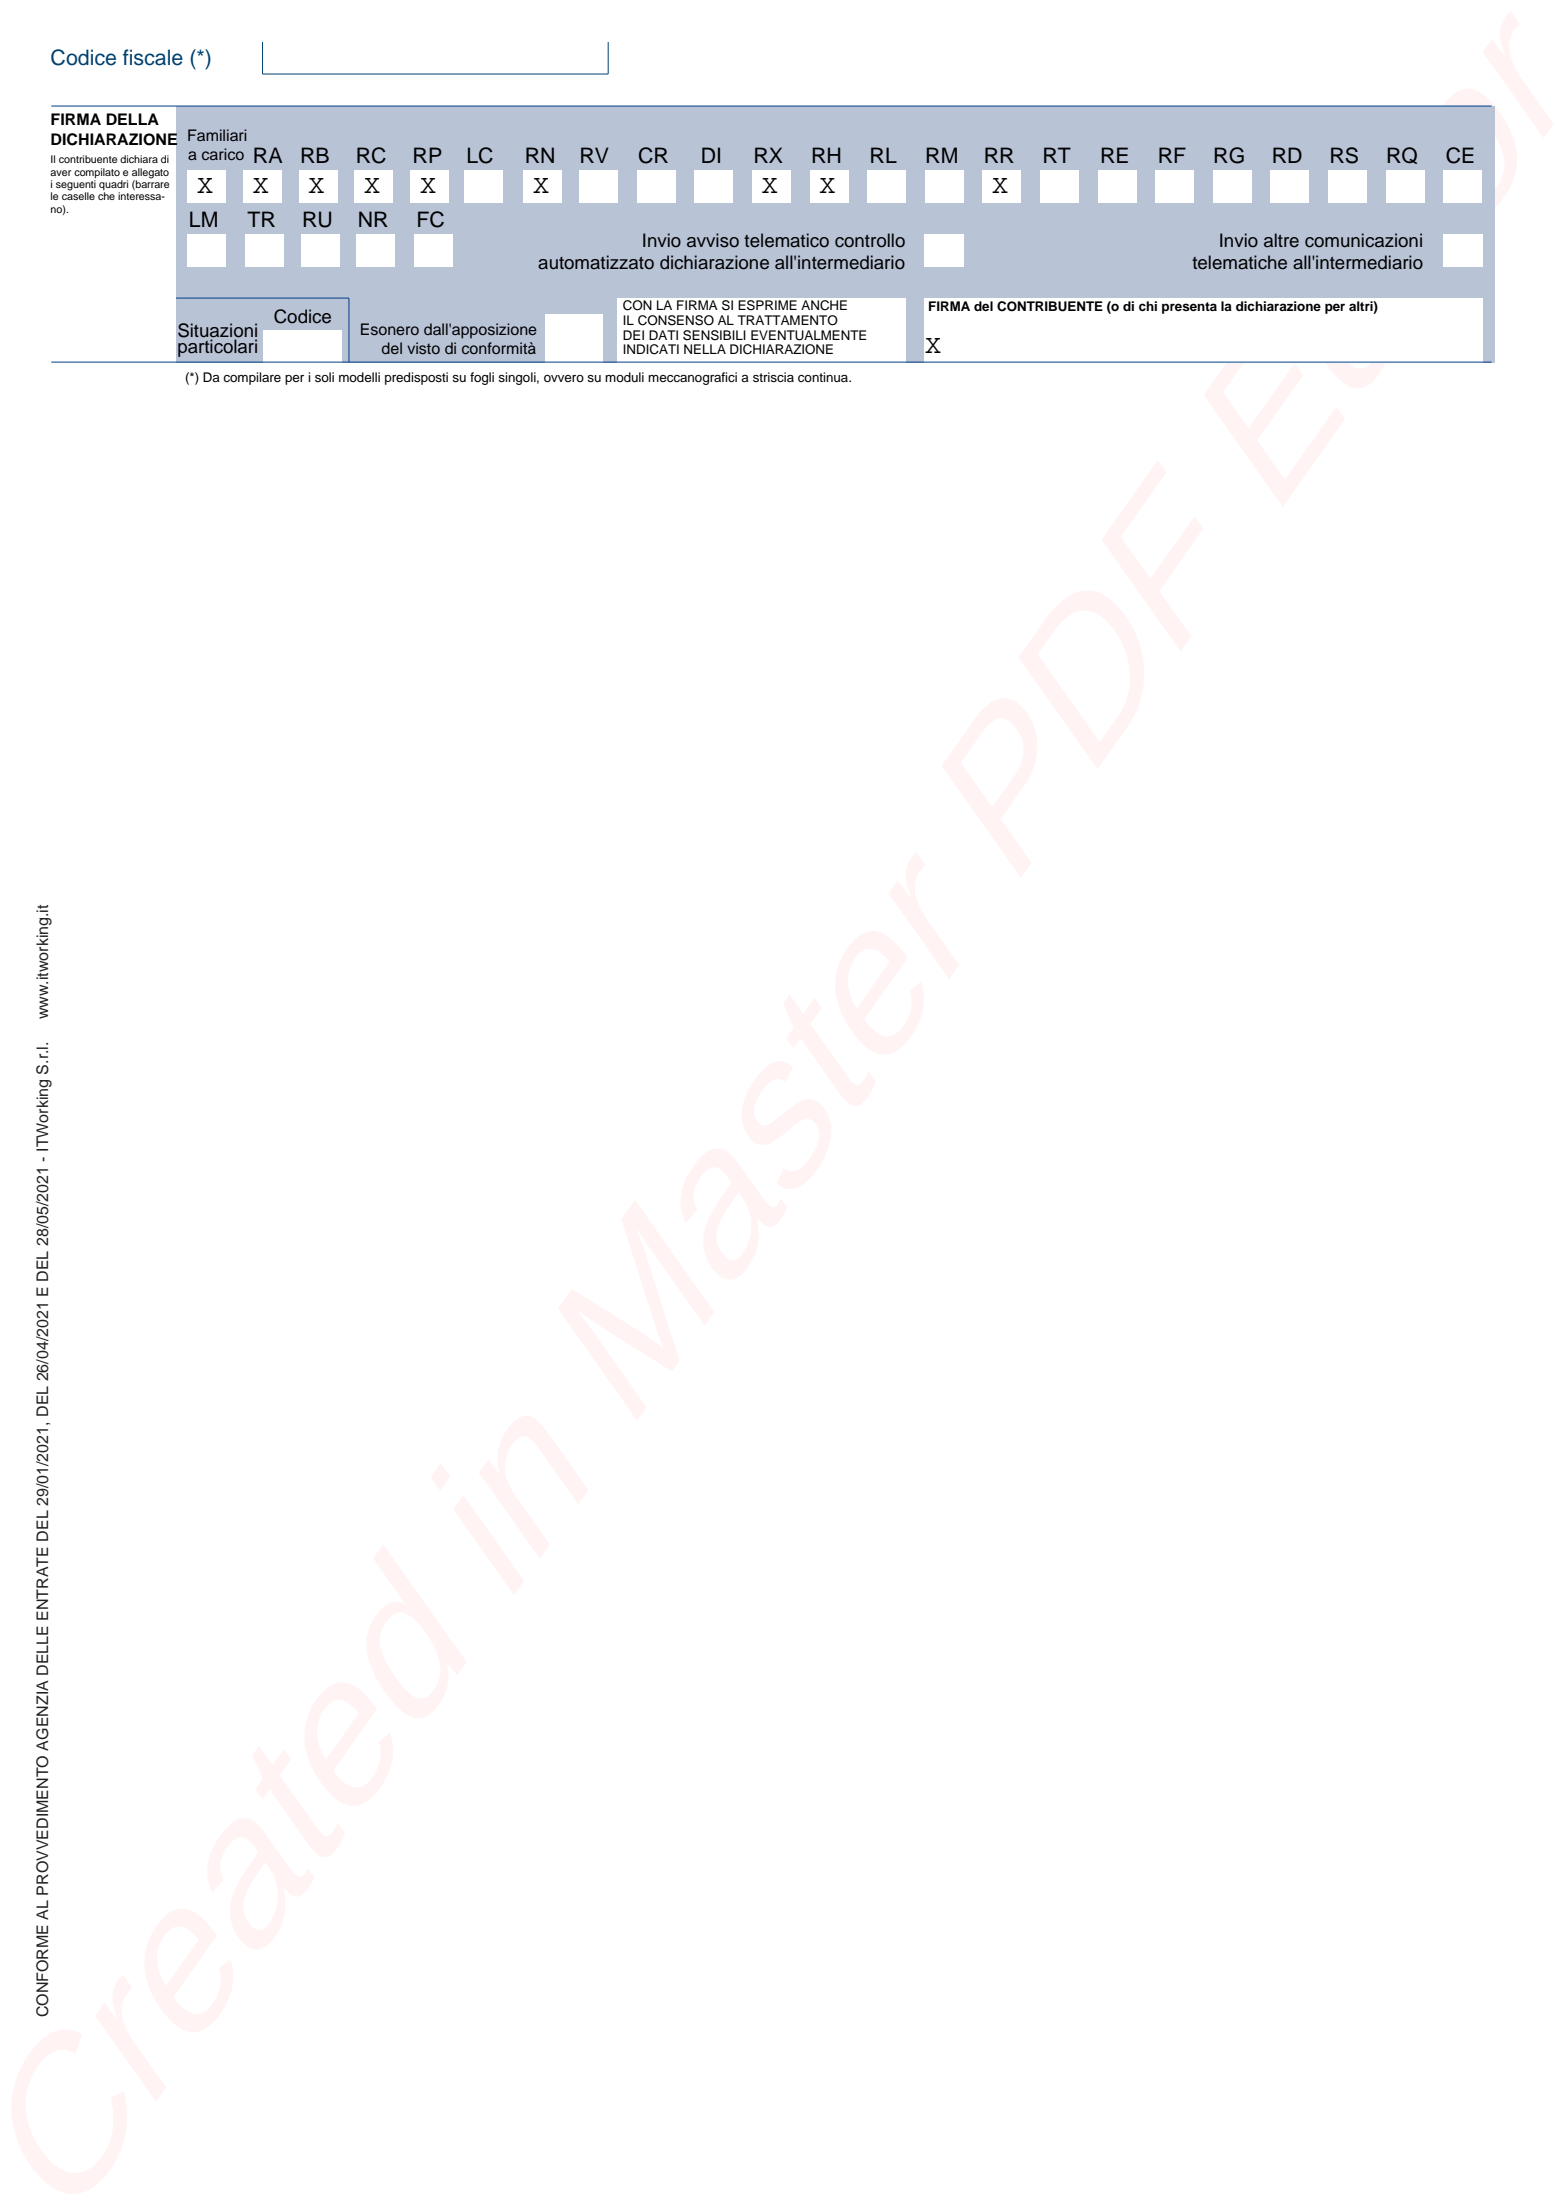 Codice fiscale (*)
FIRMA DELLA
DICHIARAZIONE
Il contribuente dichiara di
aver compilato e allegato
i seguenti quadri (barrare
le caselle che interessa-
no).
Familiari
a carico RA RB RC RP LC RN RV CR DI RX RH RL RM RR RT RE RF RG RD RS RQ CE
X X X X X X X X X
LM TR RU NR FC
Invio avviso telematico controllo
automatizzato dichiarazione all'intermediario
Invio altre comunicazioni
telematiche all'intermediario
Situazioni
particolari
Codice
Esonero dall'apposizione
del visto di conformità
CON LA FIRMA SI ESPRIME ANCHE
IL CONSENSO AL TRATTAMENTO
DEI DATI SENSIBILI EVENTUALMENTE
INDICATI NELLA DICHIARAZIONE
FIRMA del CONTRIBUENTE (o di chi presenta la dichiarazione per altri)
X
(*) Da compilare per i soli modelli predisposti su fogli singoli, ovvero su moduli meccanografici a striscia continua.
CONFORME AL PROVVEDIMENTO AGENZIA DELLE ENTRATE DEL 29/01/2021, DEL 26/04/2021 E DEL 28/05/2021 - ITWorking S.r.l. www.itworking.it
Created in Master PDF Editor